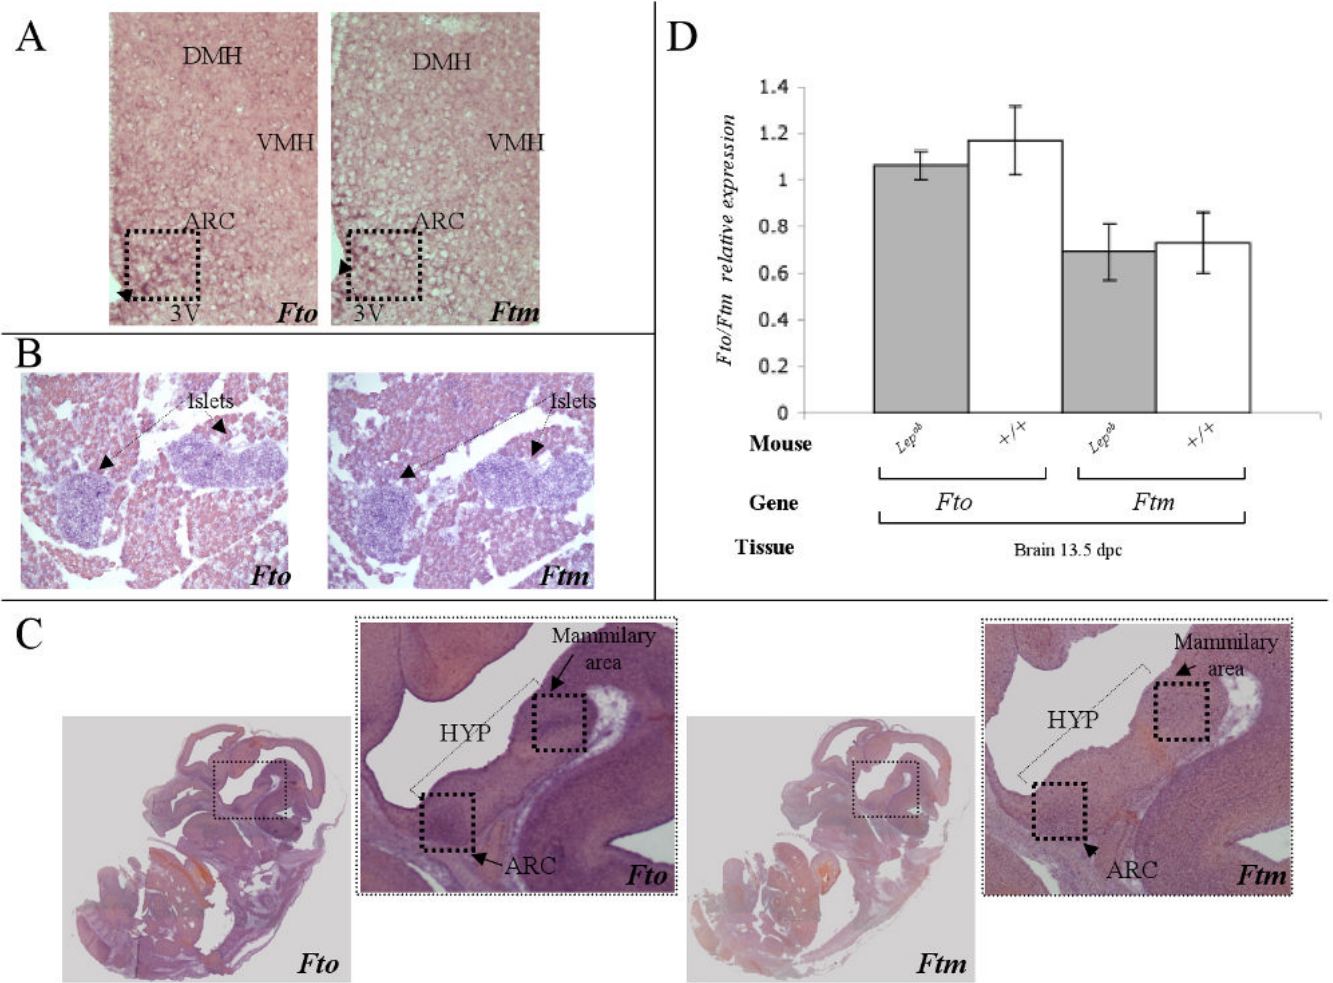 A
DMH
VMH
ARC
3V
Fto
DMH
VMH
ARC
3V
Ftm
B
Islets
Fto
Islets
Ftm
C
Fto
Mammilary
area
HYP
ARC
Fto
Ftm
Mammilary
area
HYP
ARC
Ftm
D
Fto/Ftm relative expression
1.4
1.2
1
0.8
0.6
0.4
0.2
0
Mouse Lepob +/+ Lepob +/+
Gene Fto Ftm
Tissue Brain 13.5 dpc